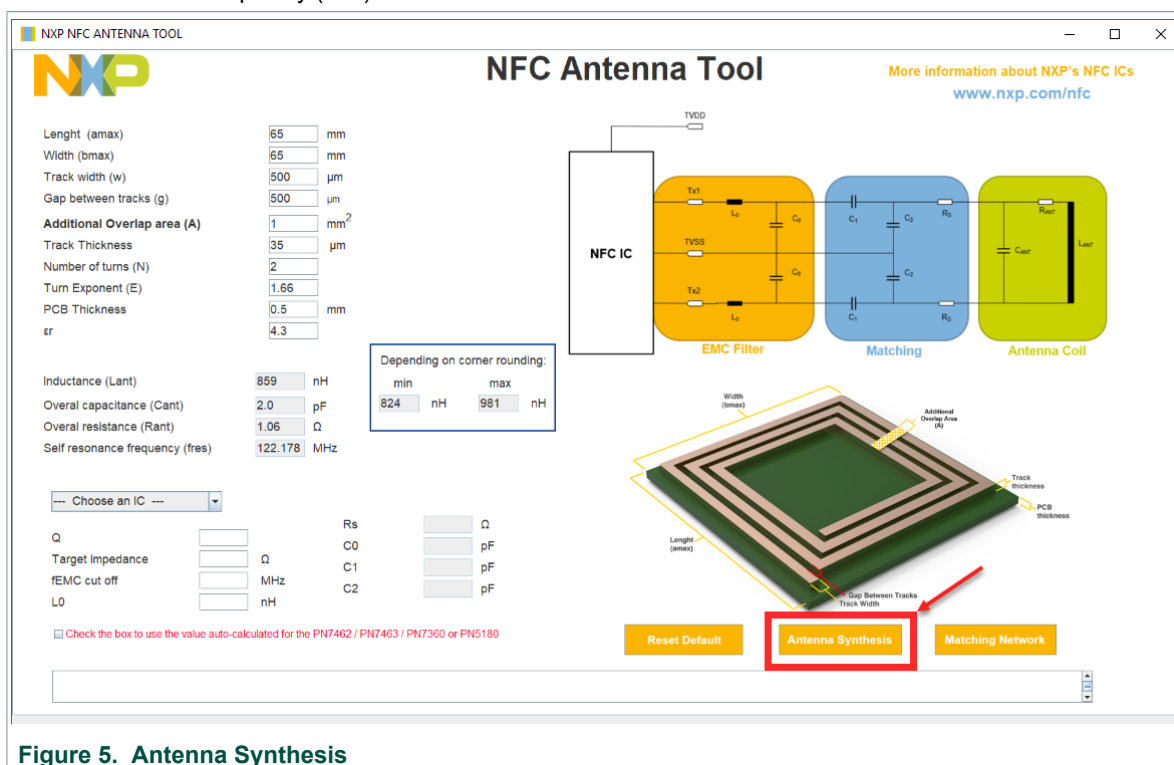 NXP NFC ANTENNA TOOL
NXP
NFC Antenna Tool
More information about NXP's NFC ICs
www.nxp.com/nfc
Lenght (amax) 65 mm
Width (bmax) 65 mm
Track width (w) 500 µm
Gap between tracks (g) 500 µm
Additional Overlap area (A) 1 mm2
Track Thickness 35 µm
Number of turns (N) 2
Turn Exponent (E) 1.66
PCB Thickness 0.5 mm
εr 4.3
Inductance (Lant) 859 nH
Overal capacitance (Cant) 2.0 pF
Overal resistance (Rant) 1.06 Ω
Self resonance frequency (fres) 122.178 MHz
Depending on corner rounding:
min max
824 nH 981 nH
TVDD
NFC IC
Tx1
L0
C0
TVSS
C0
Tx2
L0
EMC Filter
C1
C2
RS
C2
C1
RS
Matching
RANT
CANT
LANT
Antenna Coil
Width
(bmax)
Additional
Overlap Area
(A)
Track
thickness
PCB
thickness
Lenght
(amax)
Gap Between Tracks
Track Width
--- Choose an IC ---
Q
Target Impedance Ω
fEMC cut off MHz
L0 nH
Rs Ω
C0 pF
C1 pF
C2 pF
Check the box to use the value auto-calculated for the PN7462 / PN7463 / PN7360 or PN5180
Reset Default
Antenna Synthesis
Matching Network
Figure 5. Antenna Synthesis